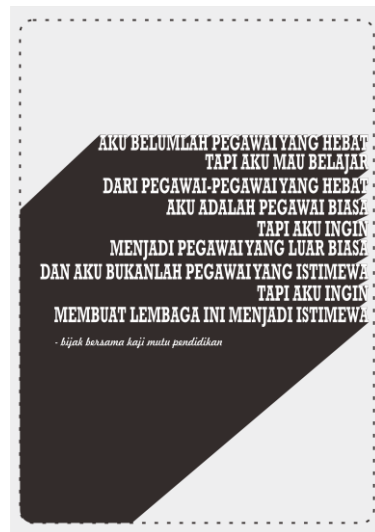 AKU BELUMLAH PEGAWAI YANG HEBAT
TAPI AKU MAU BELAJAR
DARI PEGAWAI-PEGAWAI YANG HEBAT
AKU ADALAH PEGAWAI BIASA
TAPI AKU INGIN
MENJADI PEGAWAI YANG LUAR BIASA
DAN AKU BUKANLAH PEGAWAI YANG ISTIMEWA
TAPI AKU INGIN
MEMBUAT LEMBAGA INI MENJADI ISTIMEWA
- bijak bersama kaji mutu pendidikan